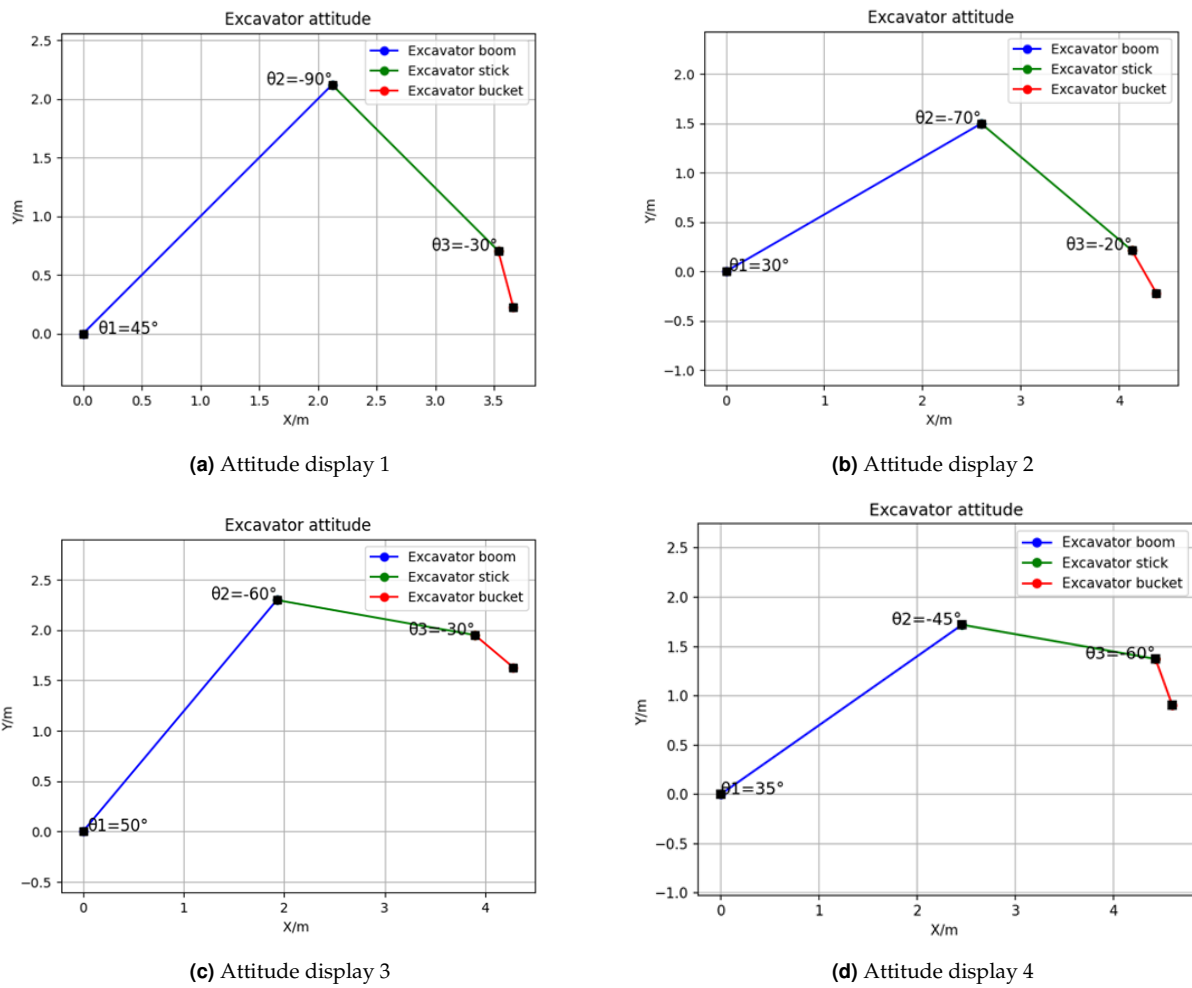 Excavator attitude
Excavator boom
Excavator stick
Excavator bucket
θ2=-90°
θ3=-30°
θ1=45°
2.5
2.0
1.5
1.0
0.5
0.0
Y/m
0.0 0.5 1.0 1.5 2.0 2.5 3.0 3.5
X/m
(a) Attitude display 1
Excavator attitude
Excavator boom
Excavator stick
Excavator bucket
θ2=-70°
θ3=-20°
θ1=30°
2.0
1.5
1.0
0.5
0.0
−0.5
−1.0
Y/m
0 1 2 3 4
X/m
(b) Attitude display 2
Excavator attitude
Excavator boom
Excavator stick
Excavator bucket
θ2=-60°
θ3=-30°
θ1=50°
2.5
2.0
1.5
1.0
0.5
0.0
−0.5
Y/m
0 1 2 3 4
X/m
(c) Attitude display 3
Excavator attitude
Excavator boom
Excavator stick
Excavator bucket
θ2=-45°
θ3=-60°
θ1=35°
2.5
2.0
1.5
1.0
0.5
0.0
−0.5
−1.0
Y/m
0 1 2 3 4
X/m
(d) Attitude display 4